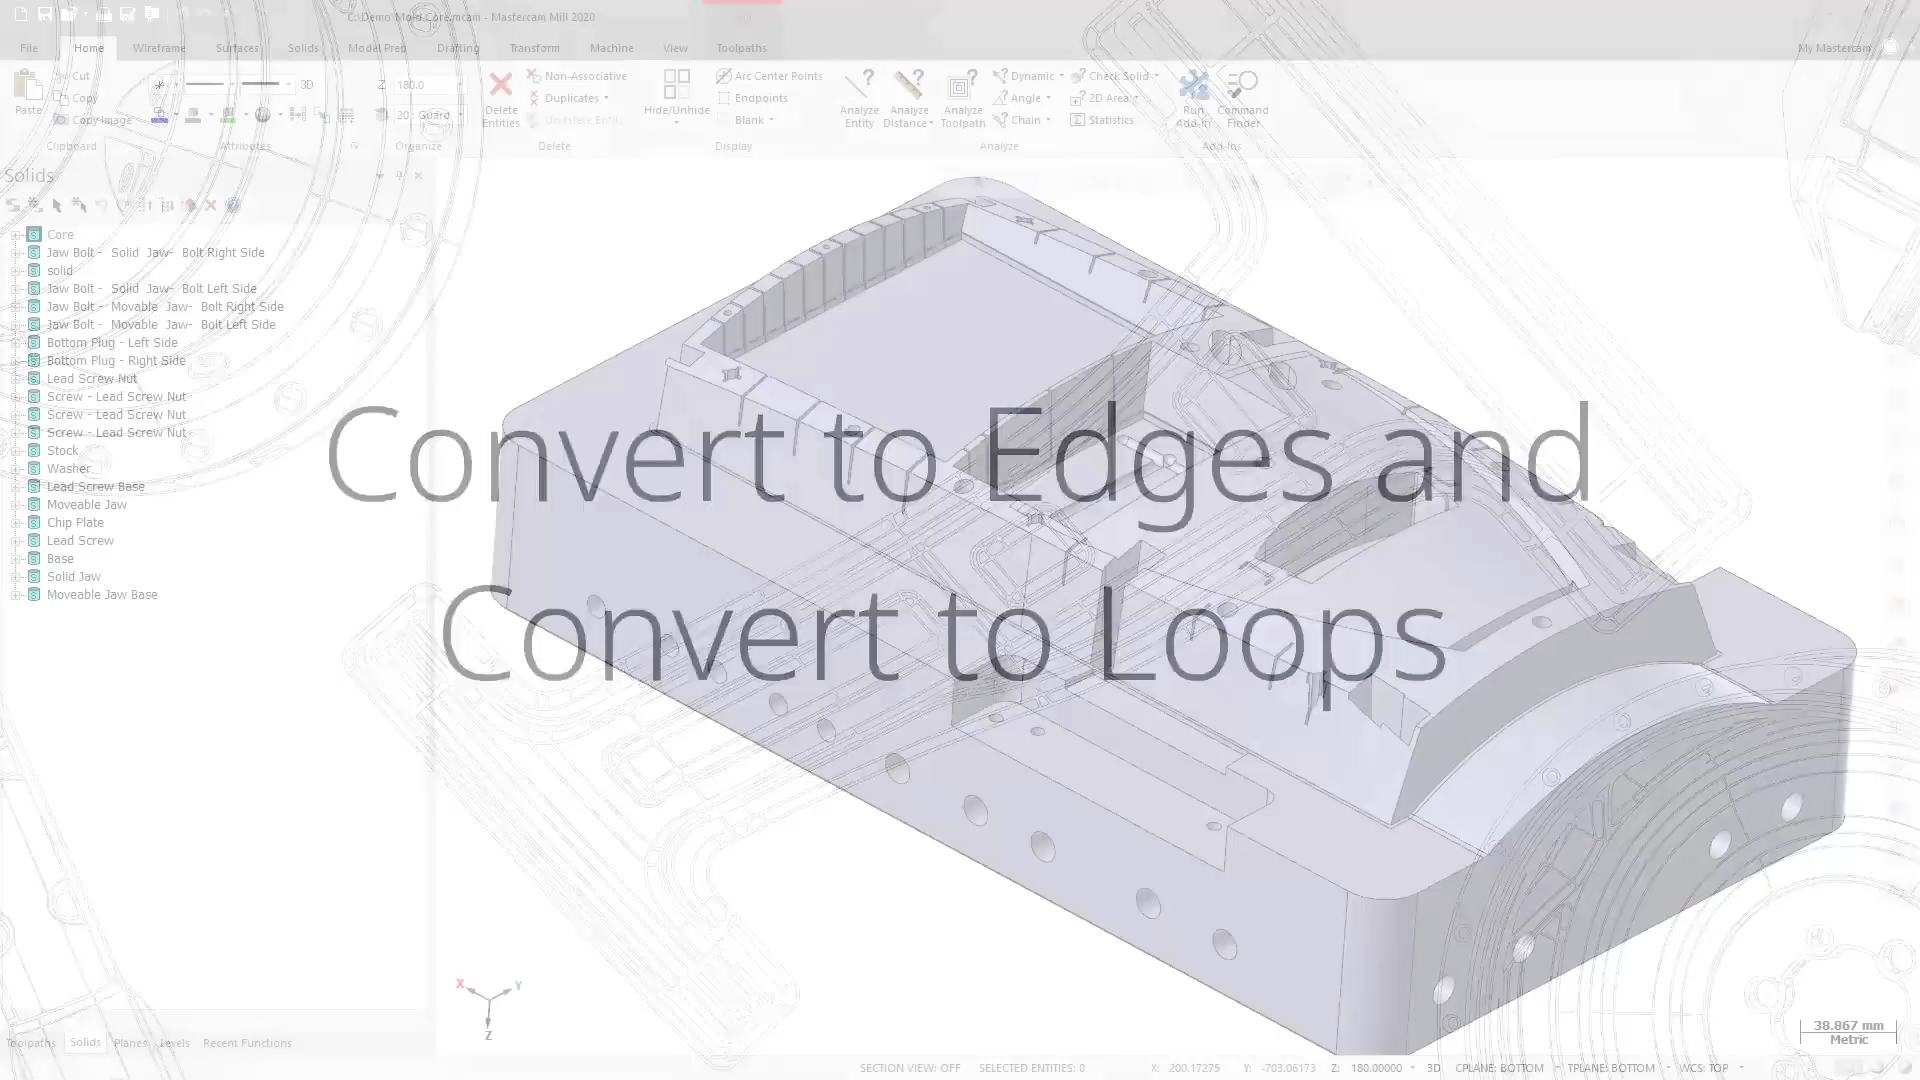 C:\Demo Mold Core.mcam - Mastercam Mill 2020
File Home Wireframe Surfaces Solids Model Prep Drafting Transform Machine View Toolpaths My Mastercam
Paste
Cut
Copy
Copy Image
Clipboard
3D
Z 180.0
20 : Guard
Attributes
Organize
Delete Entities
Non-Associative
Duplicates
Undelete Entity
Delete
Hide/Unhide
Arc Center Points
Endpoints
Blank
Display
Analyze Entity
Analyze Distance
Analyze Toolpath
Dynamic
Angle
Chain
Check Solid
2D Area
Statistics
Analyze
Run Add-In
Command Finder
Add-Ins
Solids
Core
Jaw Bolt - Solid Jaw- Bolt Right Side
solid
Jaw Bolt - Solid Jaw- Bolt Left Side
Jaw Bolt - Movable Jaw- Bolt Right Side
Jaw Bolt - Movable Jaw- Bolt Left Side
Bottom Plug - Left Side
Bottom Plug - Right Side
Lead Screw Nut
Screw - Lead Screw Nut
Screw - Lead Screw Nut
Screw - Lead Screw Nut
Stock
Washer
Lead Screw Base
Moveable Jaw
Chip Plate
Lead Screw
Base
Solid Jaw
Moveable Jaw Base
Convert to Edges and
Convert to Loops
X
Y
Z
38.867 mm
Metric
Toolpaths Solids Planes Levels Recent Functions
SECTION VIEW: OFF SELECTED ENTITIES: 0 X: 200.17275 Y: -703.06173 Z: 180.00000 3D CPLANE: BOTTOM TPLANE: BOTTOM WCS: TOP